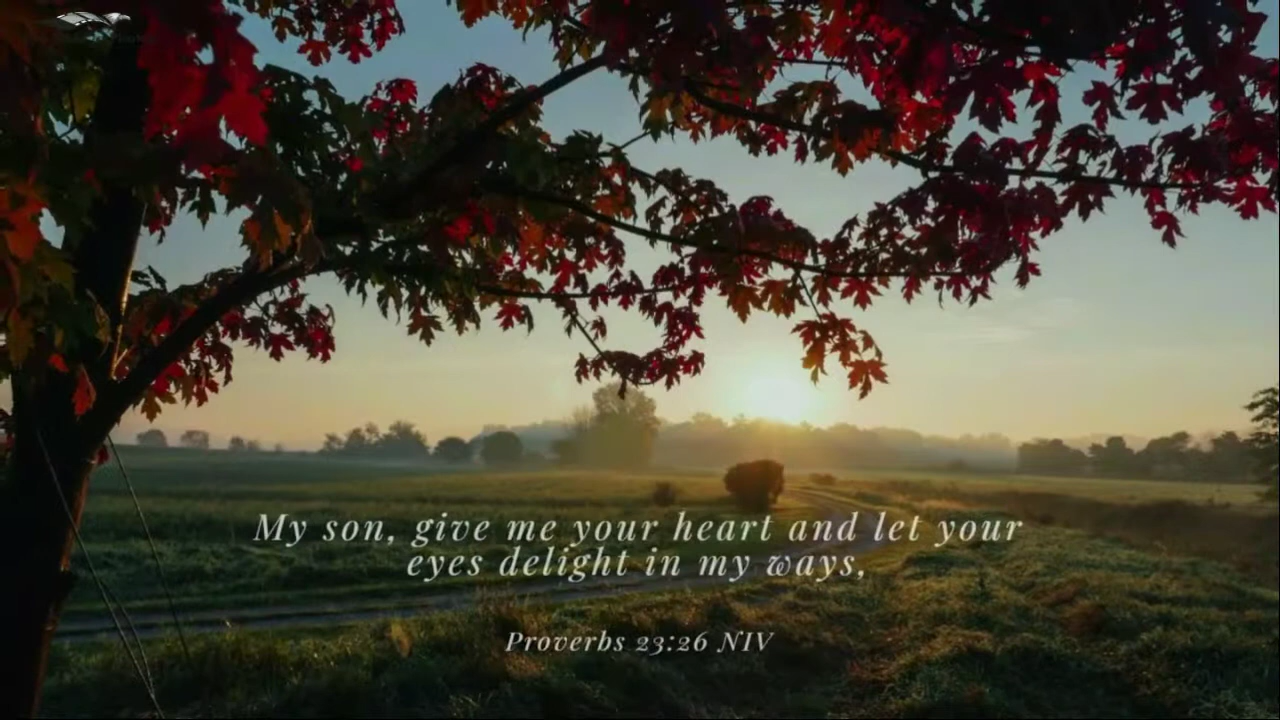 My son, give me your heart and let your
eyes delight in my ways,
Proverbs 23:26 NIV